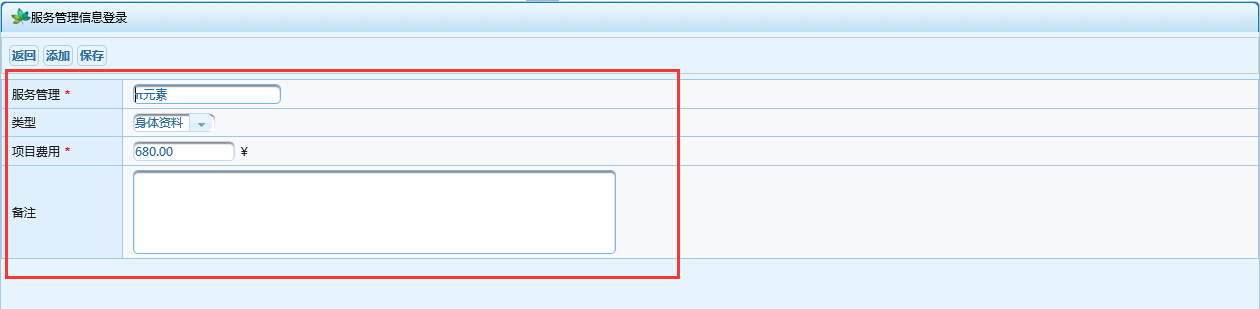 服务管理信息登录
返回 添加 保存
服务管理 * π元素
类型 身体资料
项目费用 * 680.00 ¥
备注